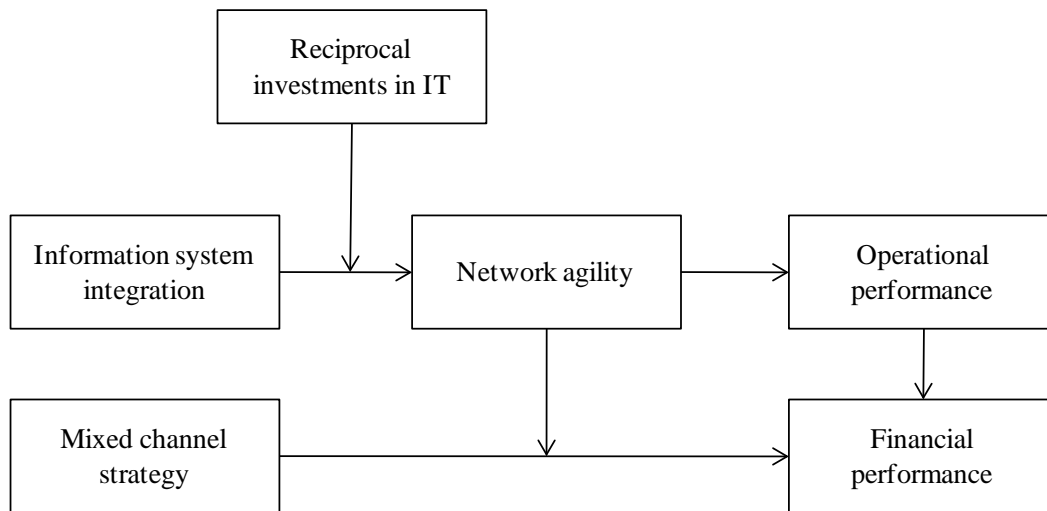 Reciprocal
investments in IT
Information system
integration
Network agility
Operational
performance
Mixed channel
strategy
Financial
performance